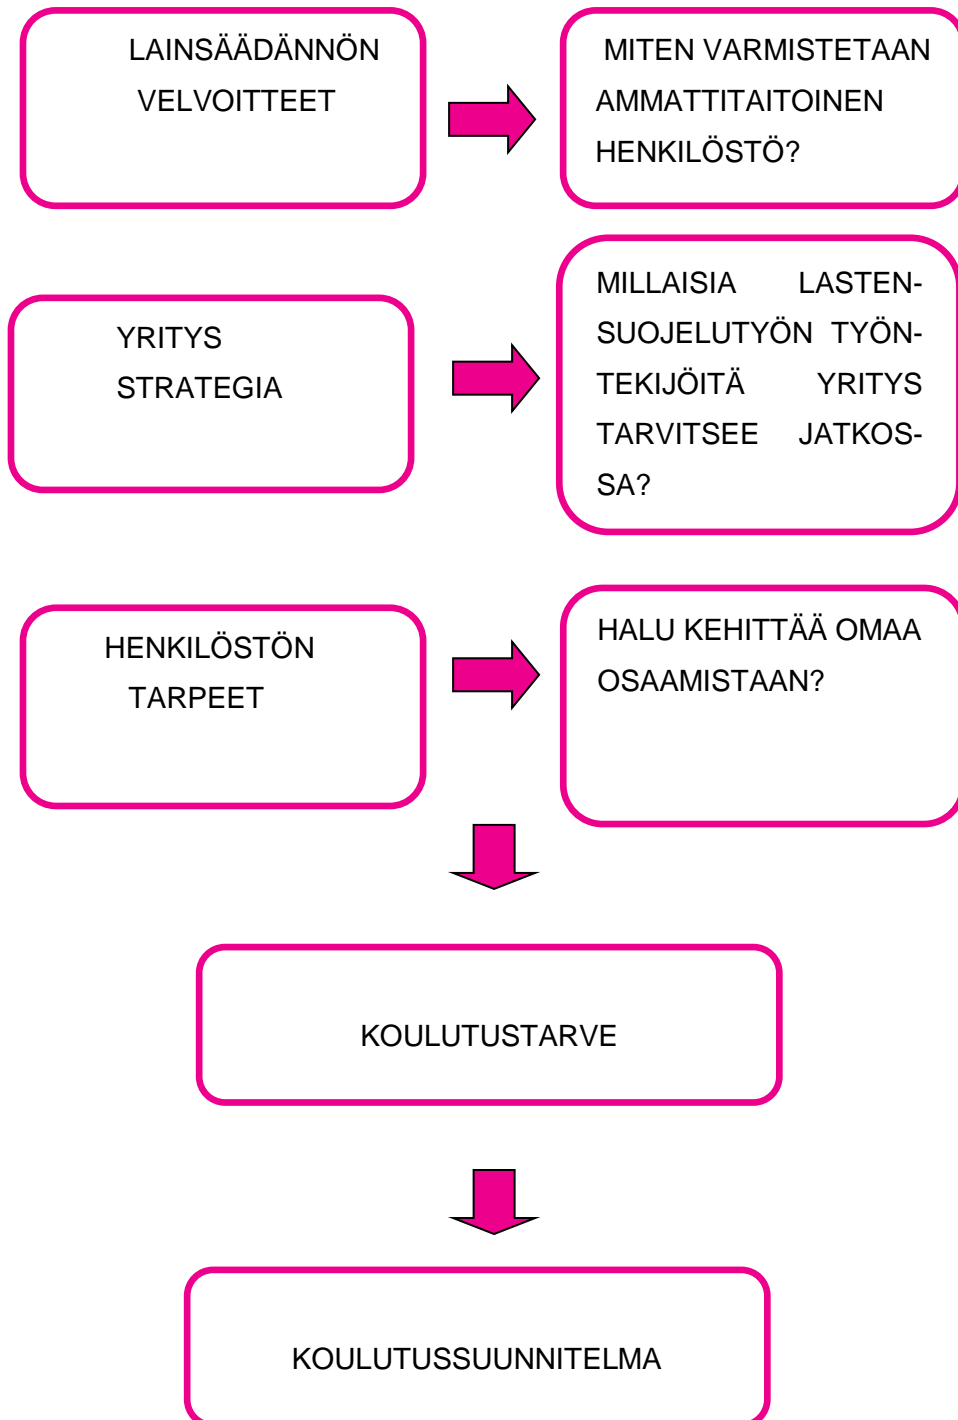 LAINSÄÄDÄNNÖN
VELVOITTEET
MITEN VARMISTETAAN
AMMATTITAITOINEN
HENKILÖSTÖ?
YRITYS
STRATEGIA
MILLAISIA LASTEN-
SUOJELUTYÖN TYÖN-
TEKIJÖITÄ YRITYS
TARVITSEE JATKOS-
SA?
HENKILÖSTÖN
TARPEET
HALU KEHITTÄÄ OMAA
OSAAMISTAAN?
KOULUTUSTARVE
KOULUTUSSUUNNITELMA